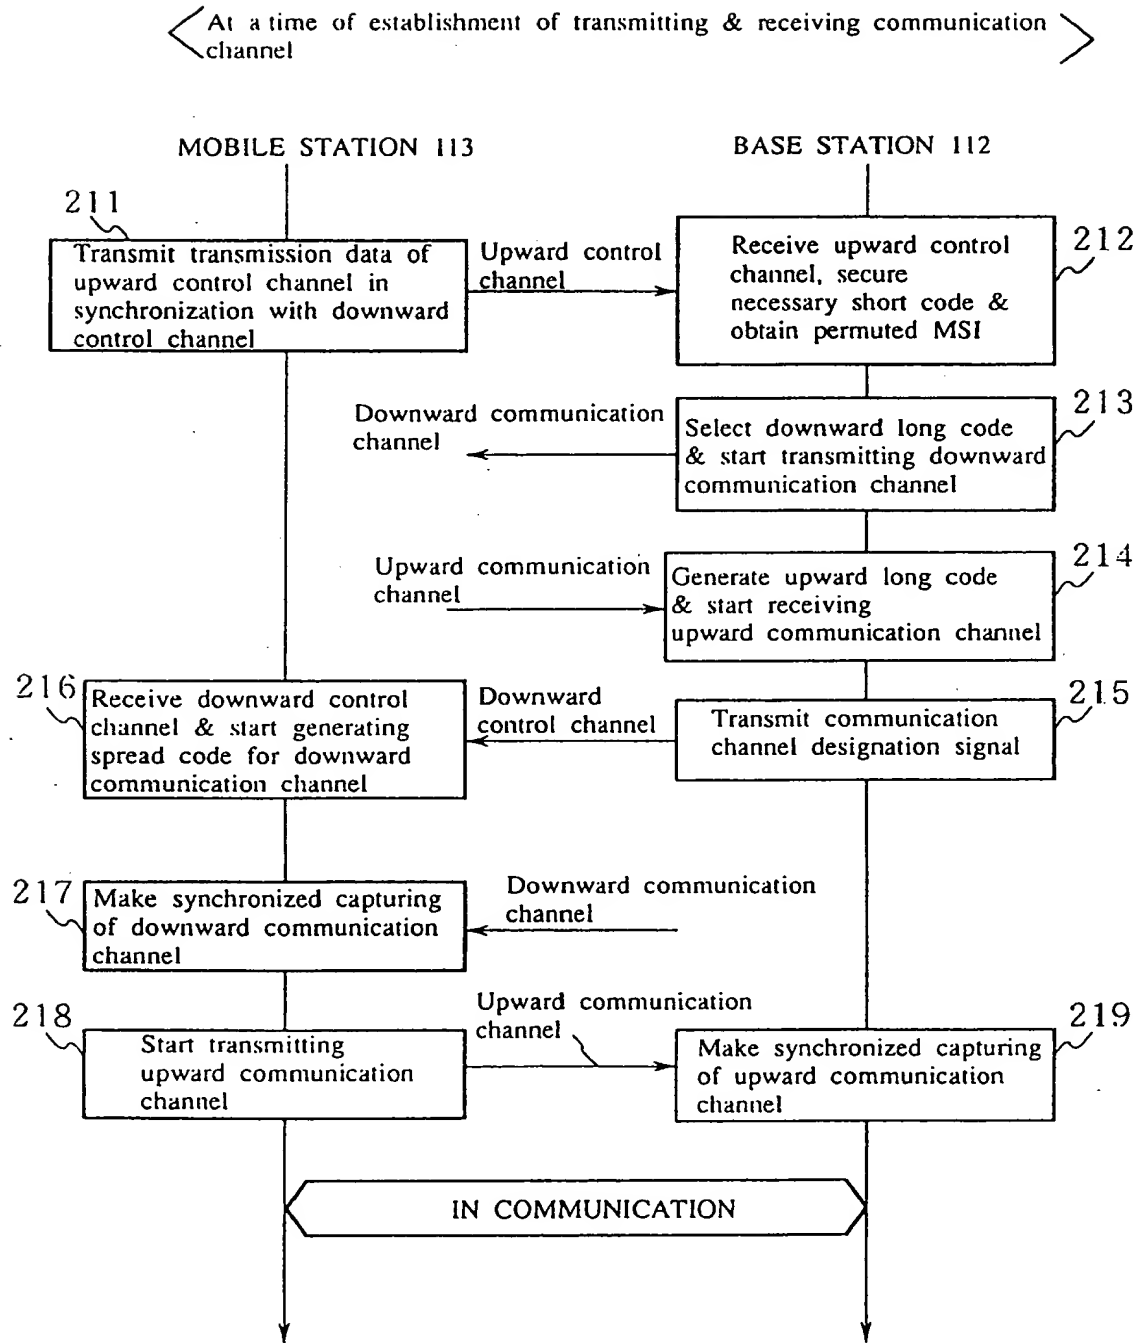 At a time of establishment of transmitting & receiving communication
channel
MOBILE STATION 113
BASE STATION 112
211
Transmit transmission data of
upward control channel in
synchronization with downward
control channel
Upward control
channel
212
Receive upward control
channel, secure
necessary short code &
obtain permuted MSI
Downward communication
channel
213
Select downward long code
& start transmitting downward
communication channel
Upward communication
channel
214
Generate upward long code
& start receiving
upward communication channel
216
Receive downward control
channel & start generating
spread code for downward
communication channel
Downward
control channel
215
Transmit communication
channel designation signal
217
Make synchronized capturing
of downward communication
channel
Downward communication
channel
218
Start transmitting
upward communication
channel
Upward communication
channel
219
Make synchronized capturing
of upward communication
channel
IN COMMUNICATION